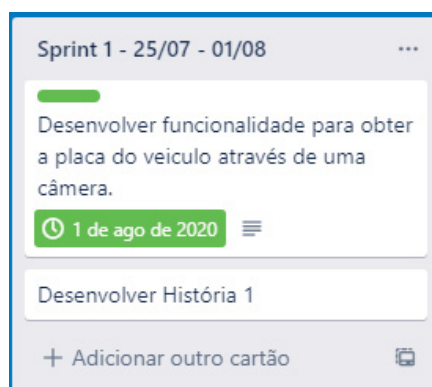 Sprint 1 - 25/07 - 01/08
Desenvolver funcionalidade para obter
a placa do veiculo através de uma
câmera.
1 de ago de 2020
Desenvolver História 1
+ Adicionar outro cartão